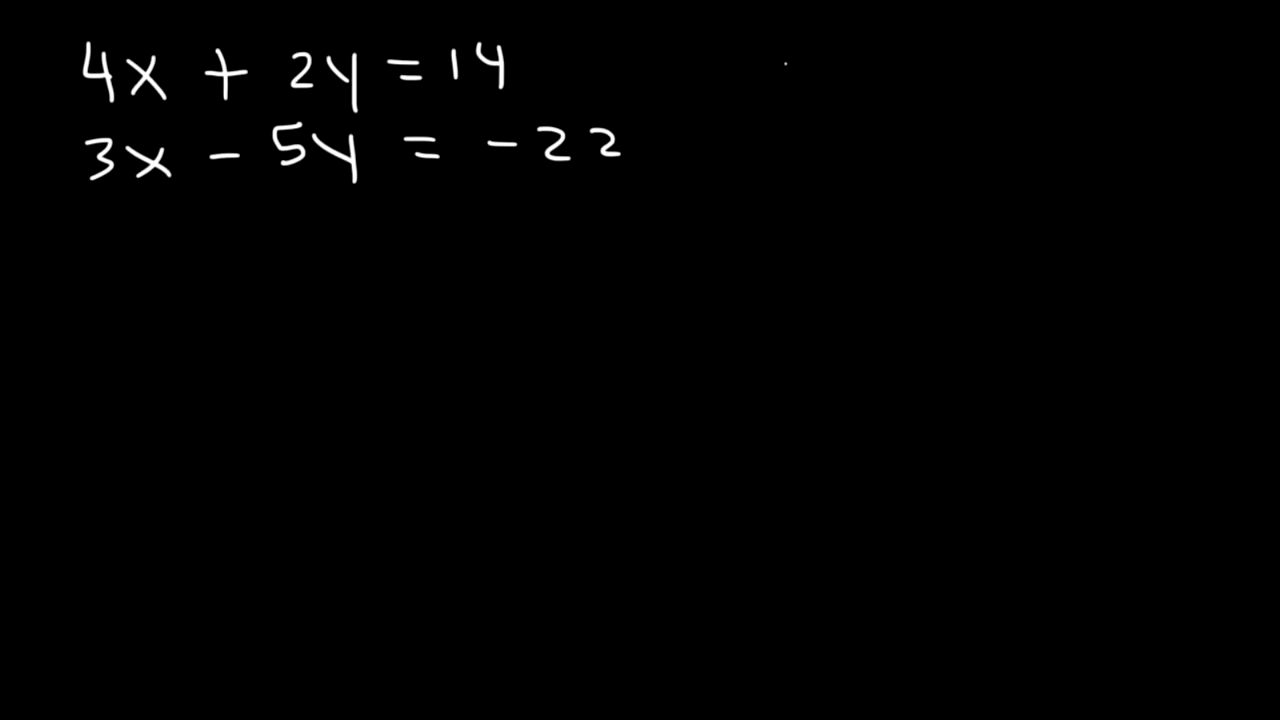 4x + 2y = 14
3x - 5y = -22